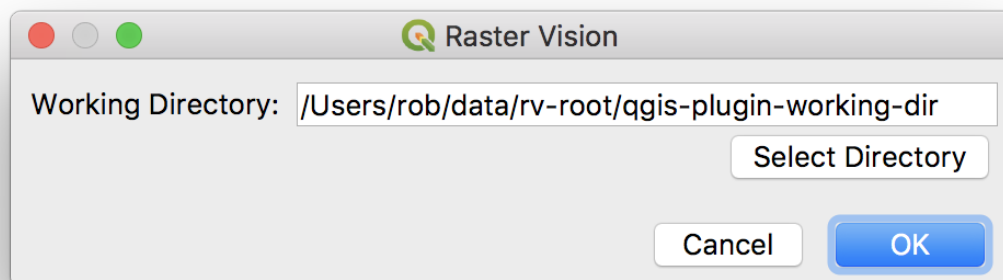 Raster Vision
Working Directory: /Users/rob/data/rv-root/qgis-plugin-working-dir
Select Directory
Cancel OK